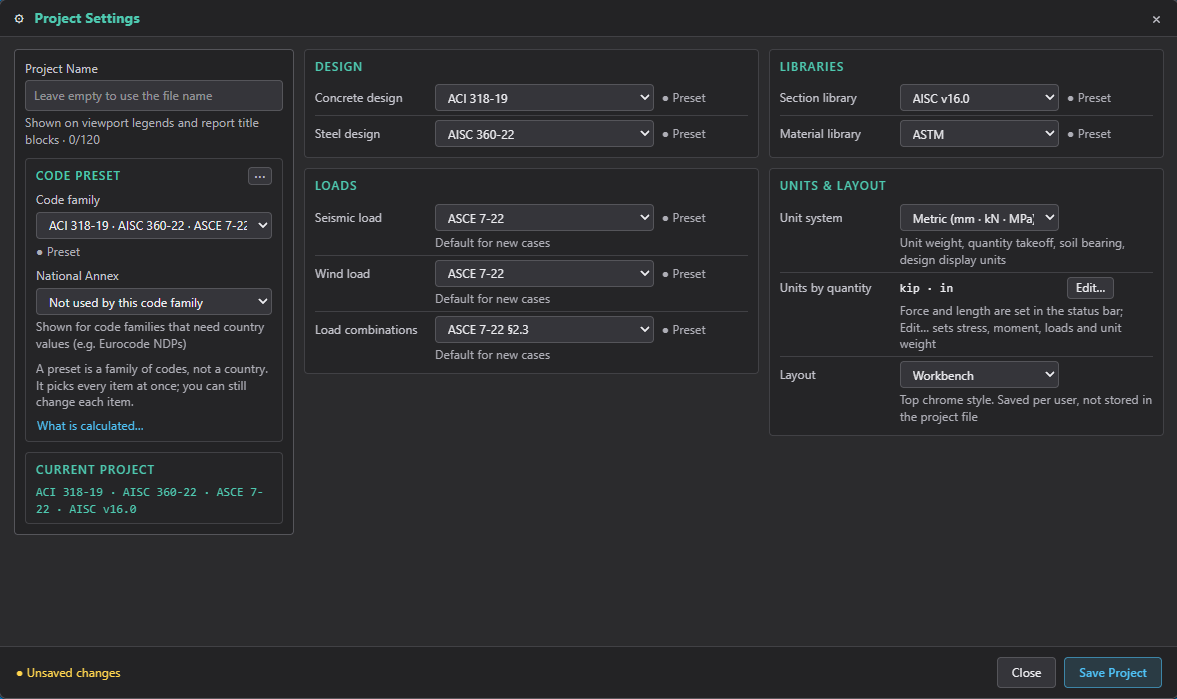 ⚙ Project Settings
×
Project Name
Leave empty to use the file name
Shown on viewport legends and report title
blocks · 0/120
CODE PRESET
...
Code family
ACI 318-19 · AISC 360-22 · ASCE 7-22
● Preset
National Annex
Not used by this code family
Shown for code families that need country
values (e.g. Eurocode NDPs)
A preset is a family of codes, not a country.
It picks every item at once; you can still
change each item.
What is calculated...
CURRENT PROJECT
ACI 318-19 · AISC 360-22 · ASCE 7-
22 · AISC v16.0
DESIGN
Concrete design ACI 318-19 ● Preset
Steel design AISC 360-22 ● Preset
LOADS
Seismic load ASCE 7-22 ● Preset
Default for new cases
Wind load ASCE 7-22 ● Preset
Default for new cases
Load combinations ASCE 7-22 §2.3 ● Preset
Default for new cases
LIBRARIES
Section library AISC v16.0 ● Preset
Material library ASTM ● Preset
UNITS & LAYOUT
Unit system Metric (mm · kN · MPa)
Unit weight, quantity takeoff, soil bearing,
design display units
Units by quantity kip · in Edit...
Force and length are set in the status bar;
Edit... sets stress, moment, loads and unit
weight
Layout Workbench
Top chrome style. Saved per user, not stored in
the project file
● Unsaved changes
Close
Save Project